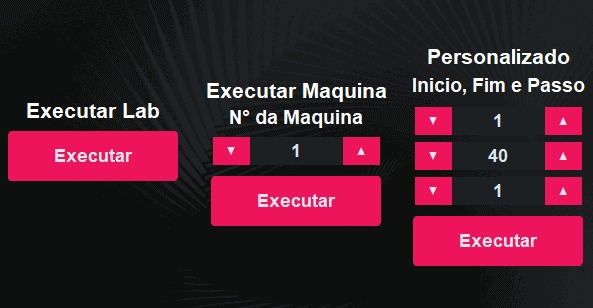 Executar Lab
Executar
Executar Maquina
N° da Maquina
▼ 1 ▲
Executar
Personalizado
Inicio, Fim e Passo
▼ 1 ▲
▼ 40 ▲
▼ 1 ▲
Executar